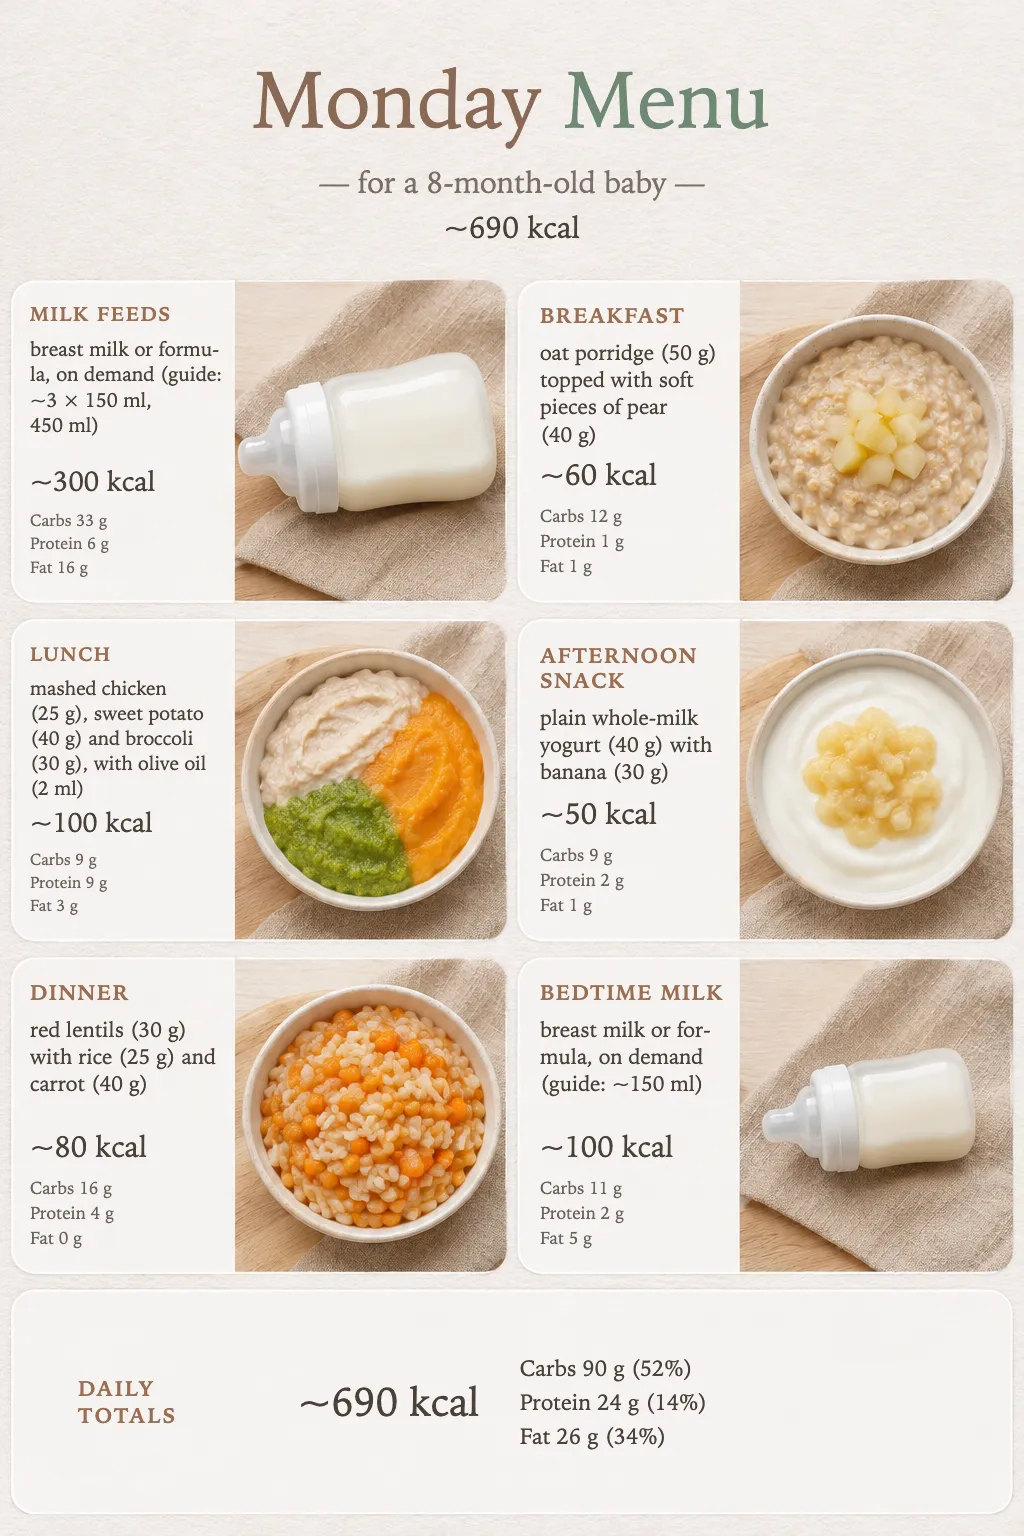 Monday Menu
— for a 8-month-old baby —
~690 kcal
MILK FEEDS
breast milk or formu-
la, on demand (guide:
~3 × 150 ml,
450 ml)
~300 kcal
Carbs 33 g
Protein 6 g
Fat 16 g
BREAKFAST
oat porridge (50 g)
topped with soft
pieces of pear
(40 g)
~60 kcal
Carbs 12 g
Protein 1 g
Fat 1 g
LUNCH
mashed chicken
(25 g), sweet potato
(40 g) and broccoli
(30 g), with olive oil
(2 ml)
~100 kcal
Carbs 9 g
Protein 9 g
Fat 3 g
AFTERNOON
SNACK
plain whole-milk
yogurt (40 g) with
banana (30 g)
~50 kcal
Carbs 9 g
Protein 2 g
Fat 1 g
DINNER
red lentils (30 g)
with rice (25 g) and
carrot (40 g)
~80 kcal
Carbs 16 g
Protein 4 g
Fat 0 g
BEDTIME MILK
breast milk or for-
mula, on demand
(guide: ~150 ml)
~100 kcal
Carbs 11 g
Protein 2 g
Fat 5 g
DAILY
TOTALS
~690 kcal
Carbs 90 g (52%)
Protein 24 g (14%)
Fat 26 g (34%)